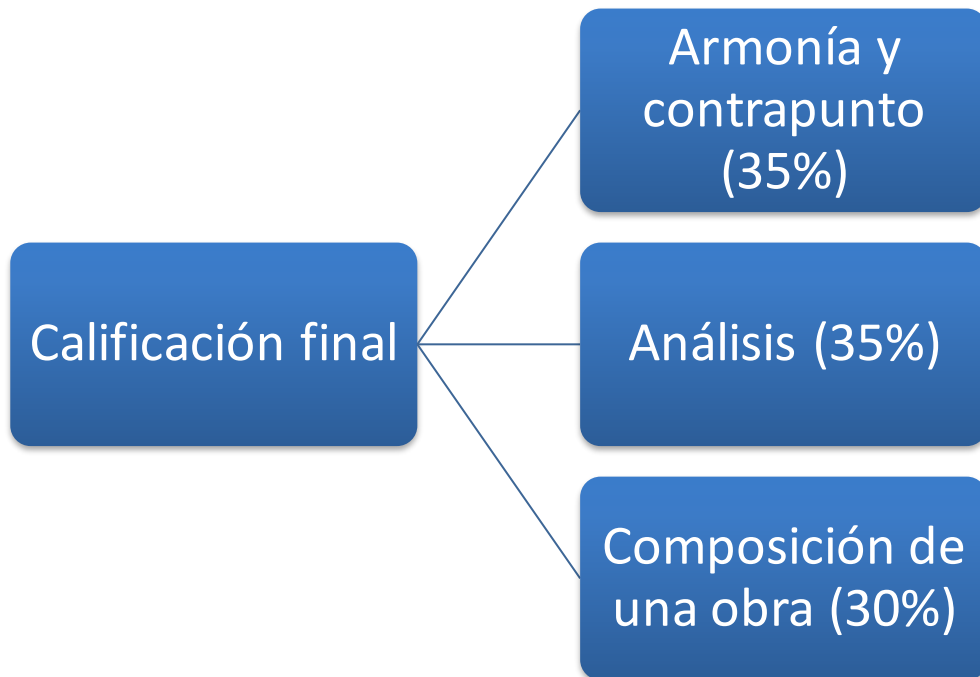 Armonía y
contrapunto
(35%)
Calificación final
Análisis (35%)
Composición de
una obra (30%)